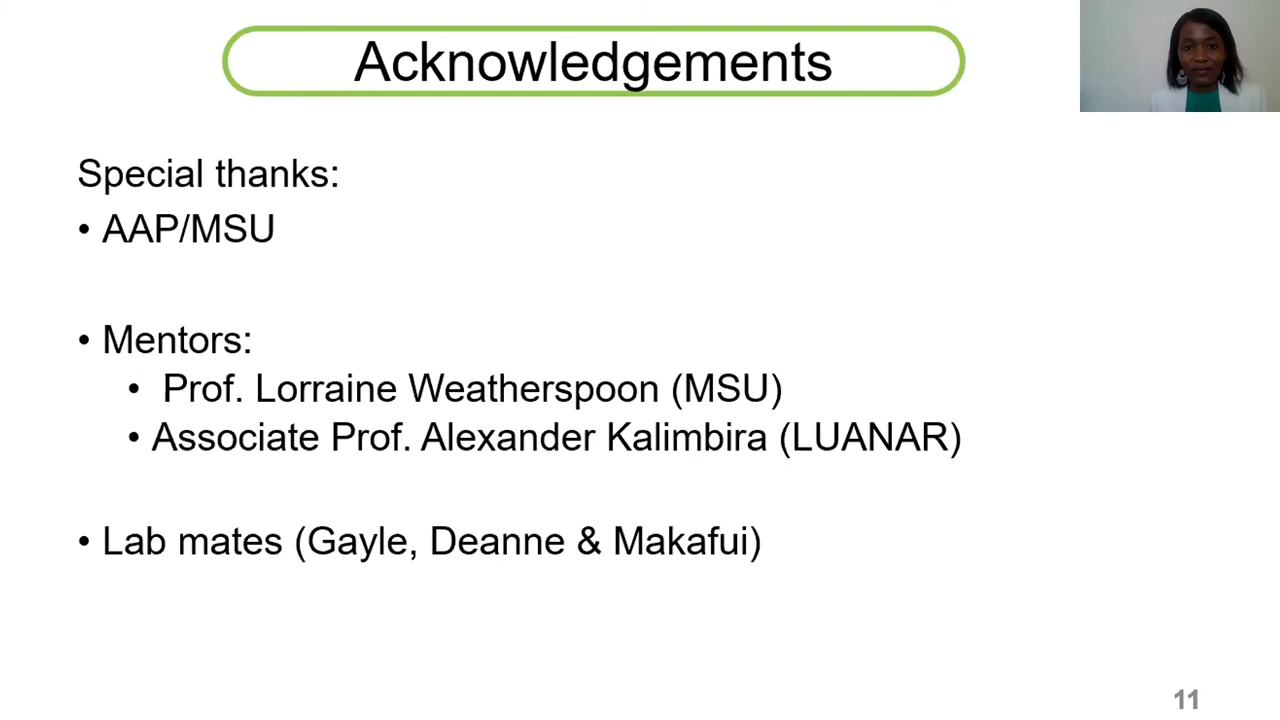 Acknowledgements
Special thanks:
• AAP/MSU
• Mentors:
• Prof. Lorraine Weatherspoon (MSU)
• Associate Prof. Alexander Kalimbira (LUANAR)
• Lab mates (Gayle, Deanne & Makafui)
11